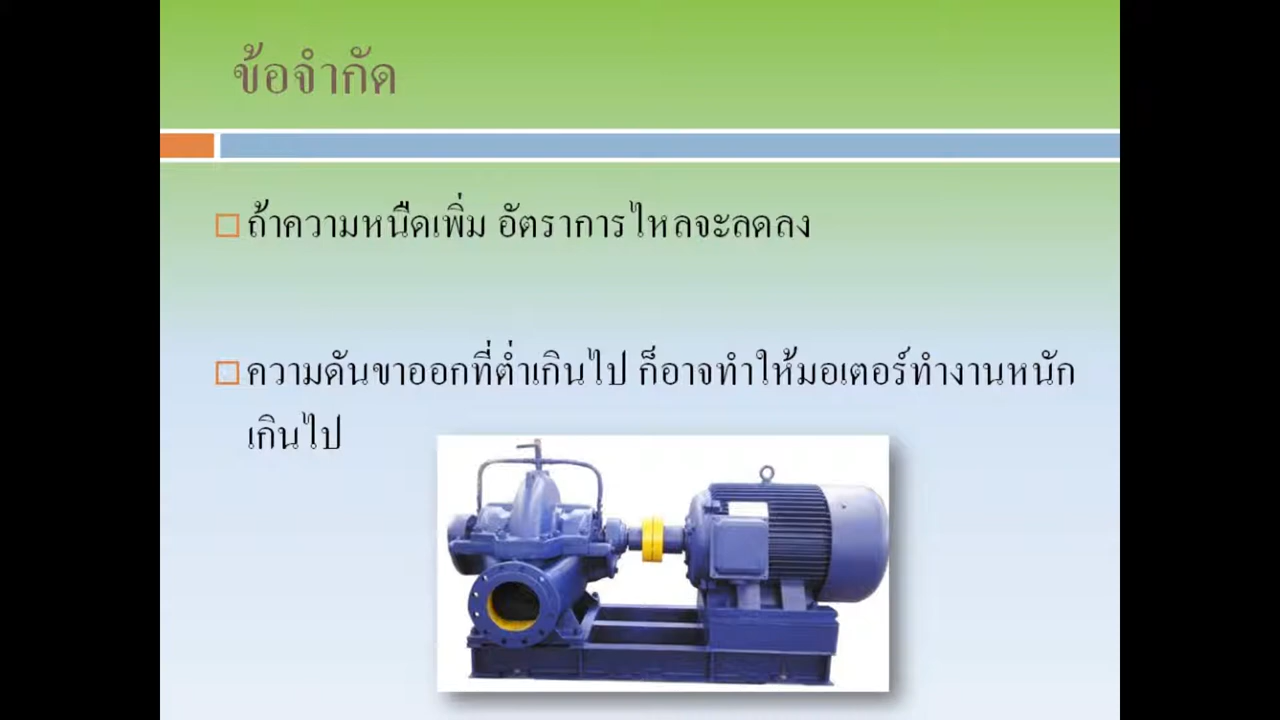 ข้อจำกัด
ถ้าความหนืดเพิ่ม อัตราการไหลจะลดลง
ความดันขาออกที่ต่ำเกินไป ก็อาจทำให้มอเตอร์ทำงานหนัก
เกินไป